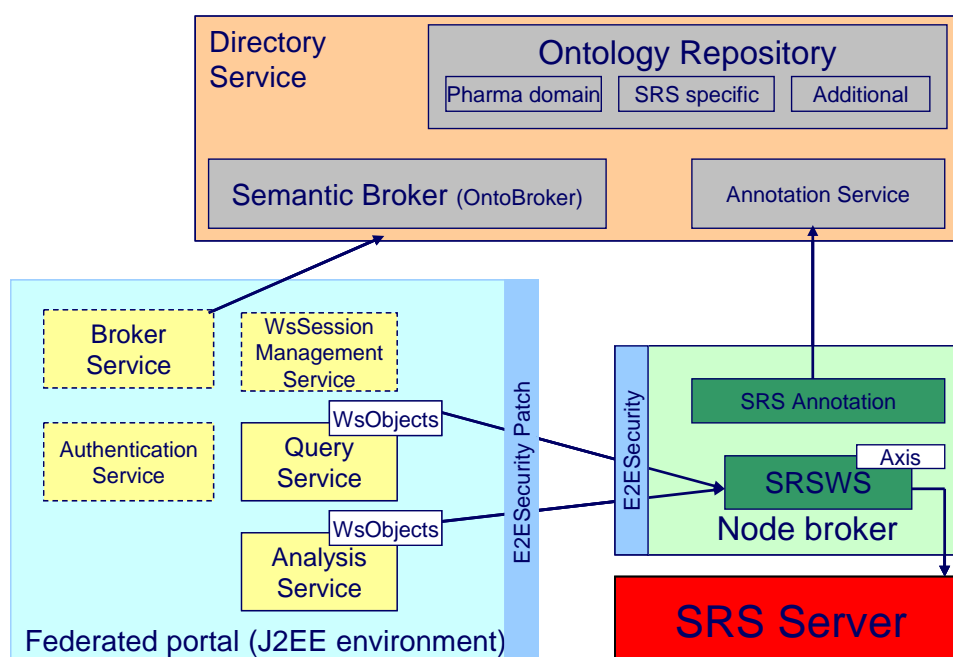 Directory
Service
Ontology Repository
Pharma domain
SRS specific
Additional
Semantic Broker (OntoBroker)
Annotation Service
Broker
Service
WsSession
Management
Service
Authentication
Service
WsObjects
Query
Service
WsObjects
Analysis
Service
E2ESecurity Patch
Federated portal (J2EE environment)
E2ESecurity
SRS Annotation
Axis
SRSWS
Node broker
SRS Server